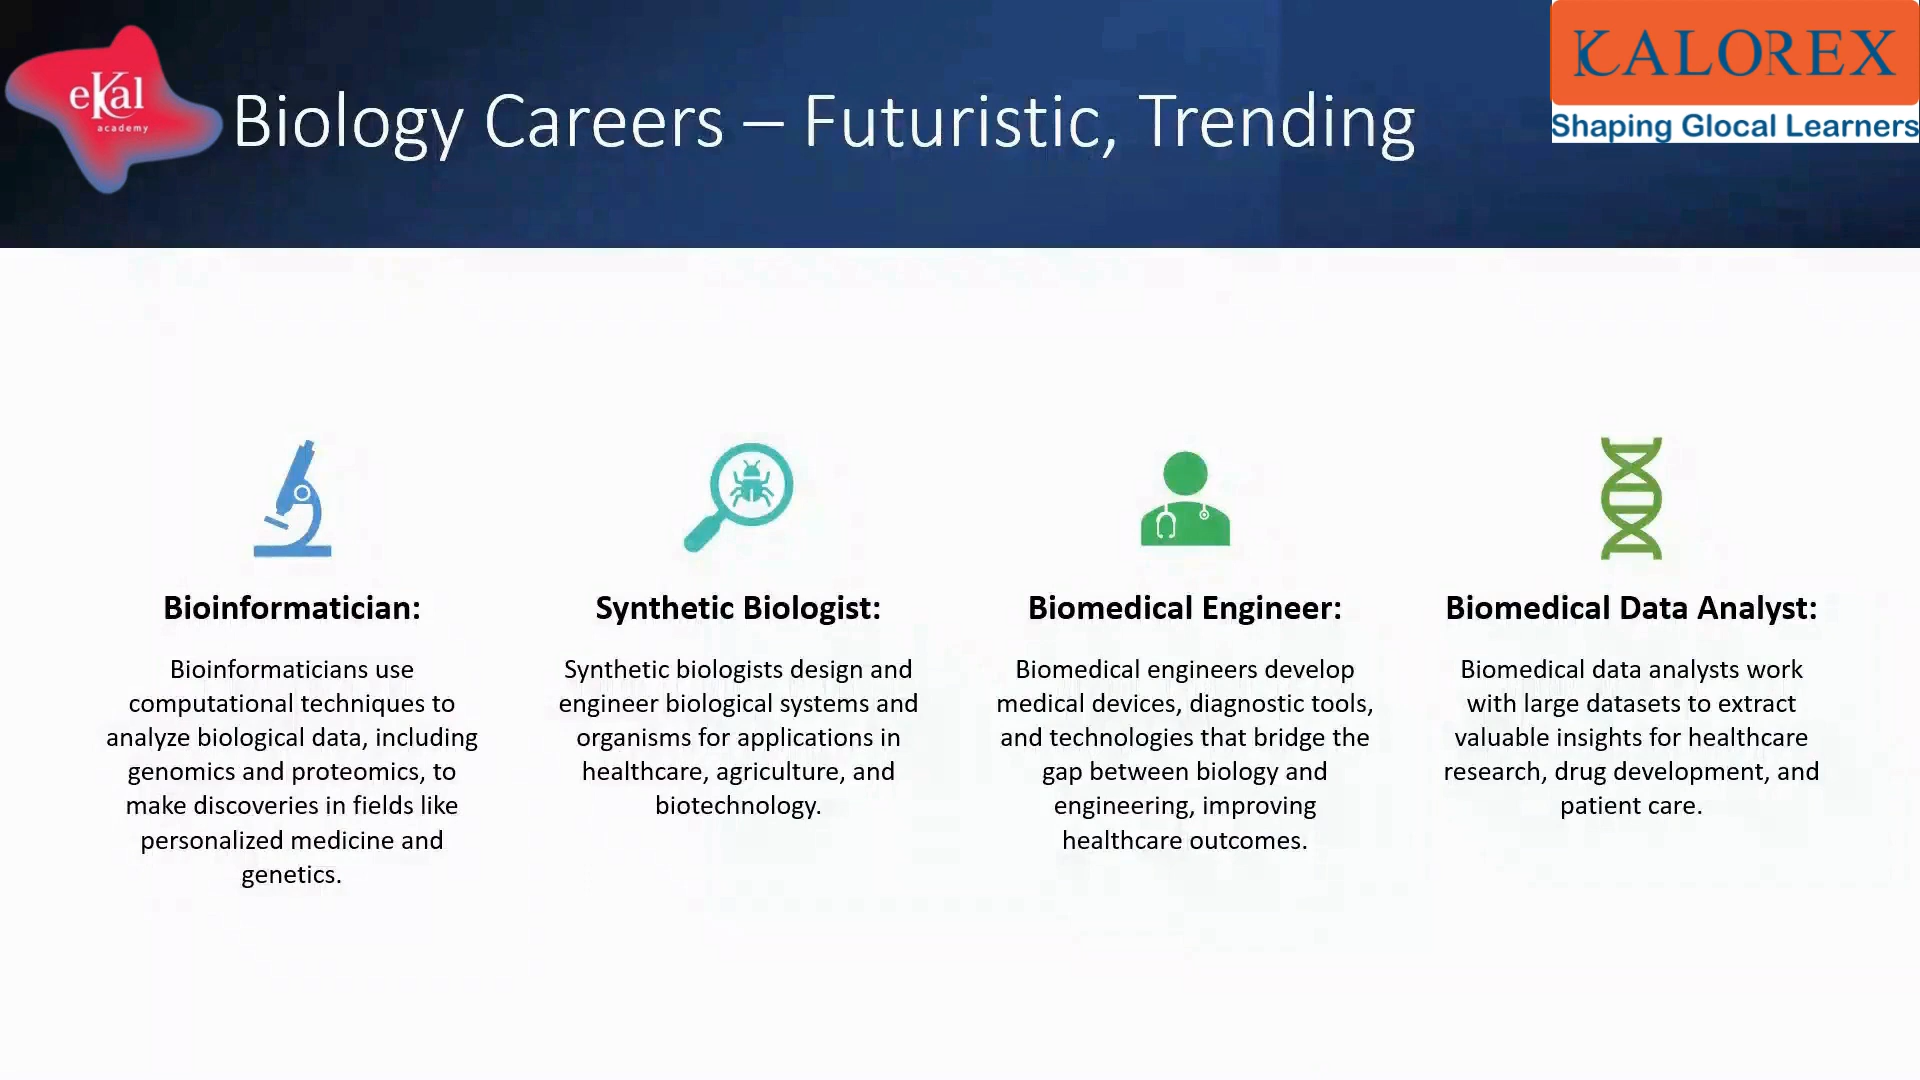 eKal
academy
Biology Careers – Futuristic, Trending
KALOREX
Shaping Glocal Learners
Bioinformatician:
Bioinformaticians use
computational techniques to
analyze biological data, including
genomics and proteomics, to
make discoveries in fields like
personalized medicine and
genetics.
Synthetic Biologist:
Synthetic biologists design and
engineer biological systems and
organisms for applications in
healthcare, agriculture, and
biotechnology.
Biomedical Engineer:
Biomedical engineers develop
medical devices, diagnostic tools,
and technologies that bridge the
gap between biology and
engineering, improving
healthcare outcomes.
Biomedical Data Analyst:
Biomedical data analysts work
with large datasets to extract
valuable insights for healthcare
research, drug development, and
patient care.